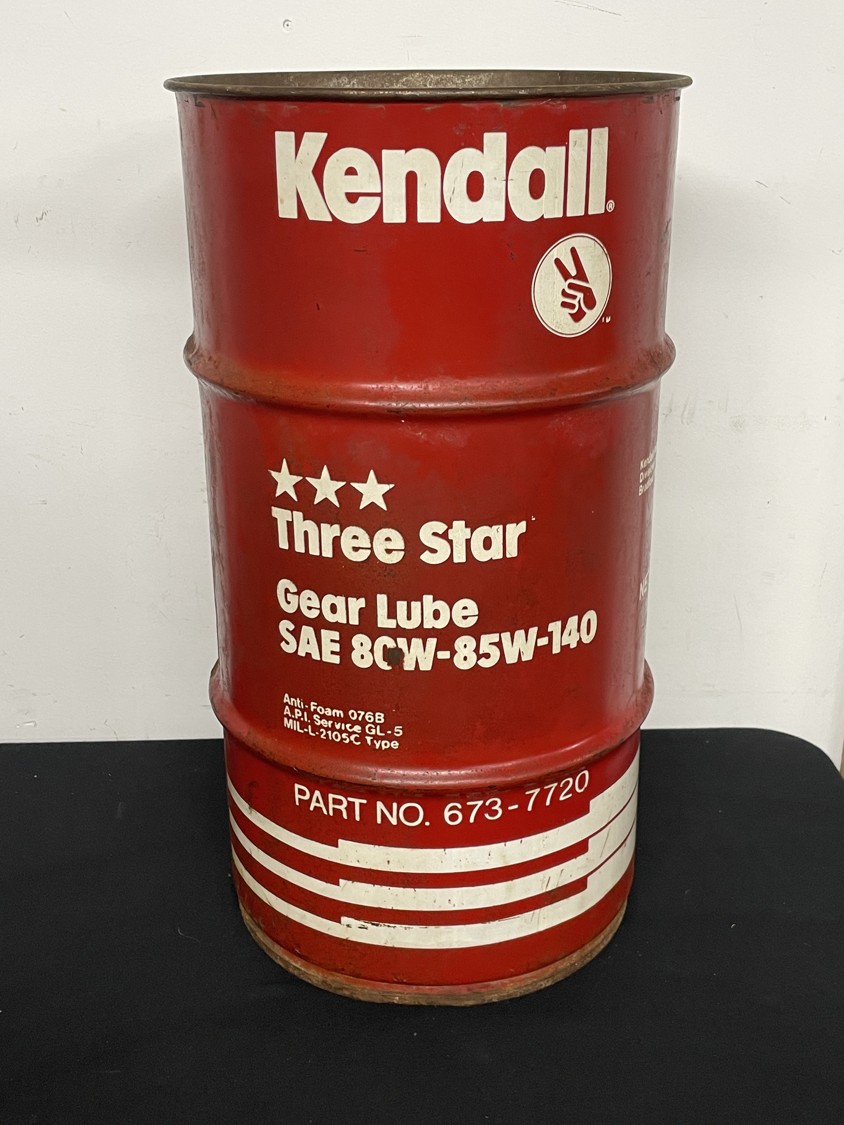 Kendall®
™
★★★
Three Star
Gear Lube
SAE 80W-85W-140
Anti-Foam 076B
A.P.I. Service GL-5
MIL-L-2105C Type
PART NO. 673-7720